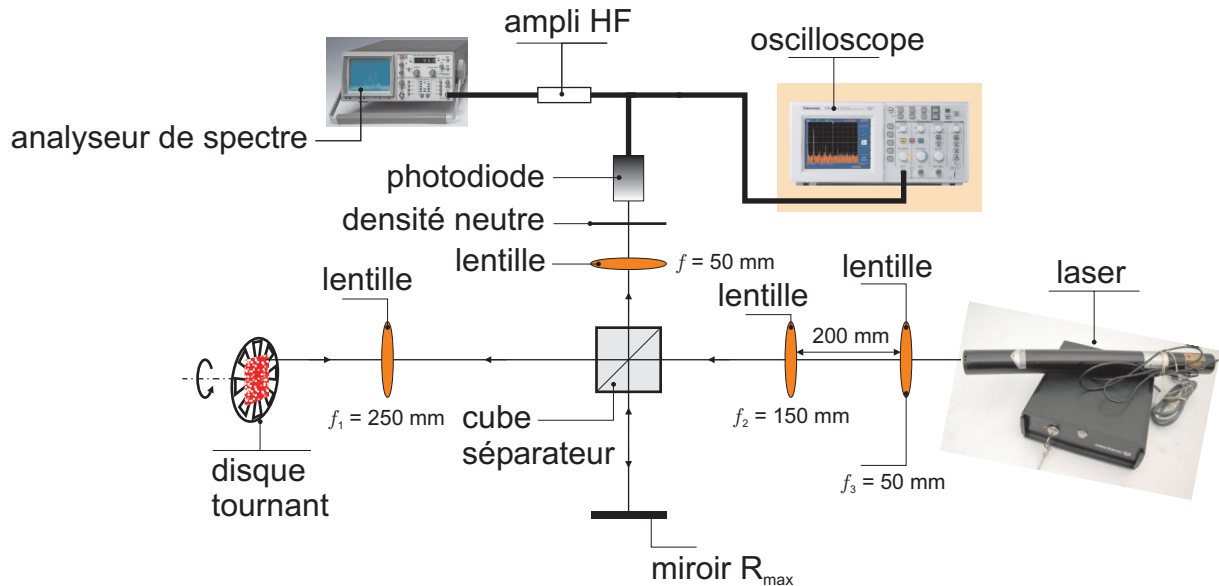 ampli HF
oscilloscope
analyseur de spectre
photodiode
densité neutre
lentille
f = 50 mm
lentille
laser
lentille
lentille
200 mm
f₁ = 250 mm
cube
séparateur
f₂ = 150 mm
disque
tournant
f₃ = 50 mm
miroir Rmax